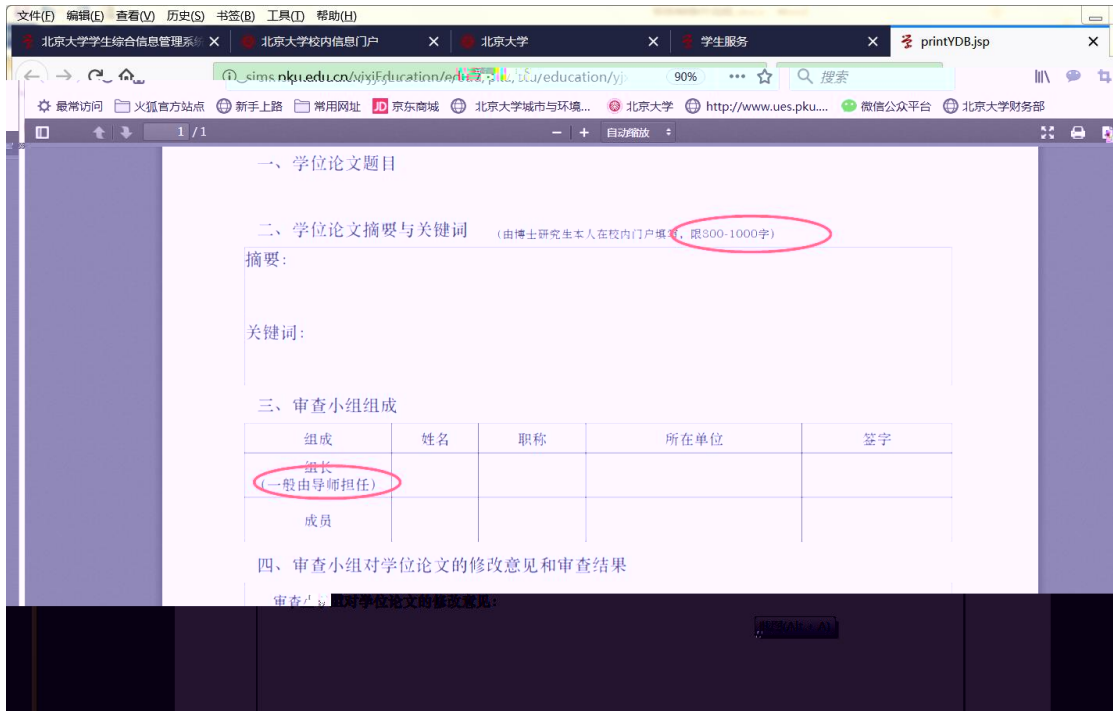 文件(F) 编辑(E) 查看(V) 历史(S) 书签(B) 工具(T) 帮助(H)
北京大学学生综合信息管理系统 北京大学校内信息门户 北京大学 学生服务 printYDB.jsp
sims.pku.edu.cn 90% 搜索
最常访问 火狐官方站点 新手上路 常用网址 JD 京东商城 北京大学城市与环境... 北京大学 http://www.ues.pku.... 微信公众平台 北京大学财务部
1 / 1 自动缩放
一、学位论文题目
二、学位论文摘要与关键词 (由博士研究生本人在校内门户填写，限800-1000字)
摘要:
关键词:
三、审查小组组成
组成 姓名 职称 所在单位 签字
组长
(一般由导师担任)
成员
四、审查小组对学位论文的修改意见和审查结果
审查小组对学位论文的修改意见: